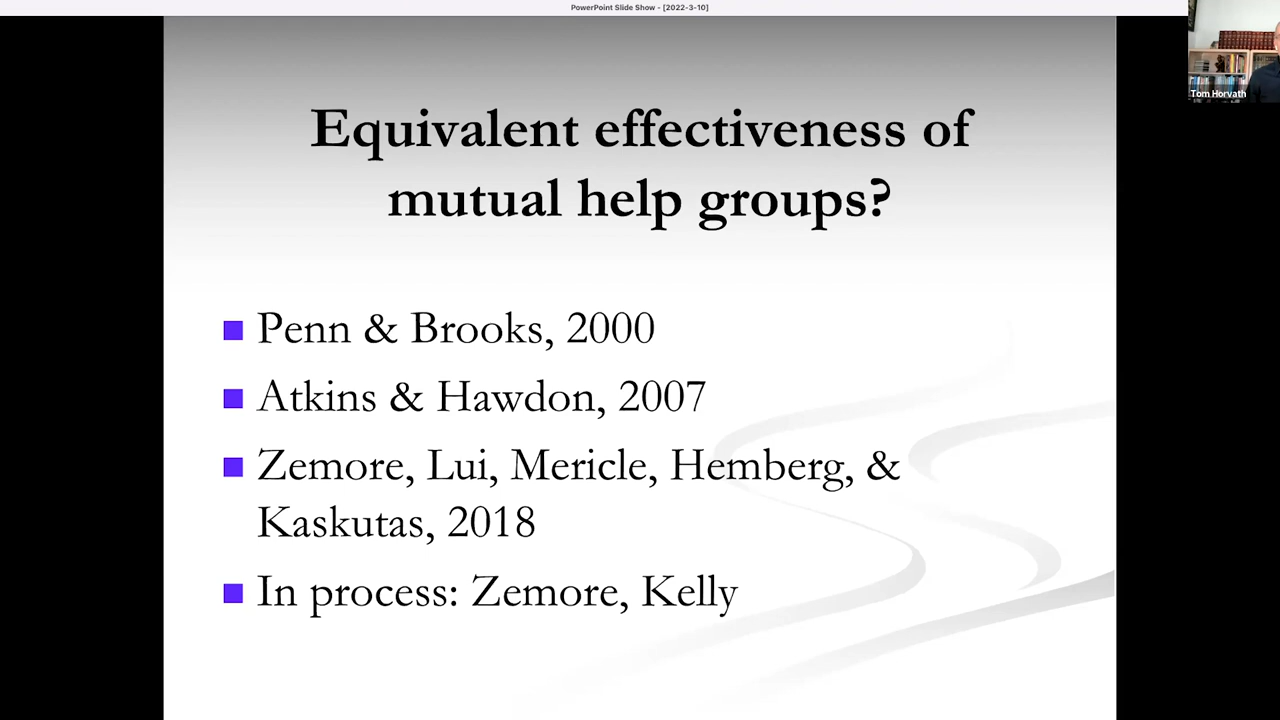 PowerPoint Slide Show - [2022-3-10]
Tom Horvath
Equivalent effectiveness of
mutual help groups?
Penn & Brooks, 2000
Atkins & Hawdon, 2007
Zemore, Lui, Mericle, Hemberg, &
Kaskutas, 2018
In process: Zemore, Kelly